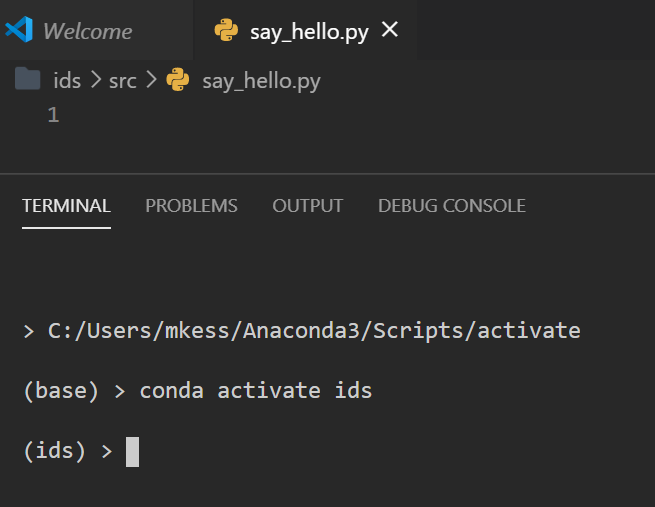 Welcome say_hello.py ×
ids > src > say_hello.py
1
TERMINAL PROBLEMS OUTPUT DEBUG CONSOLE
> C:/Users/mkess/Anaconda3/Scripts/activate
(base) > conda activate ids
(ids) >